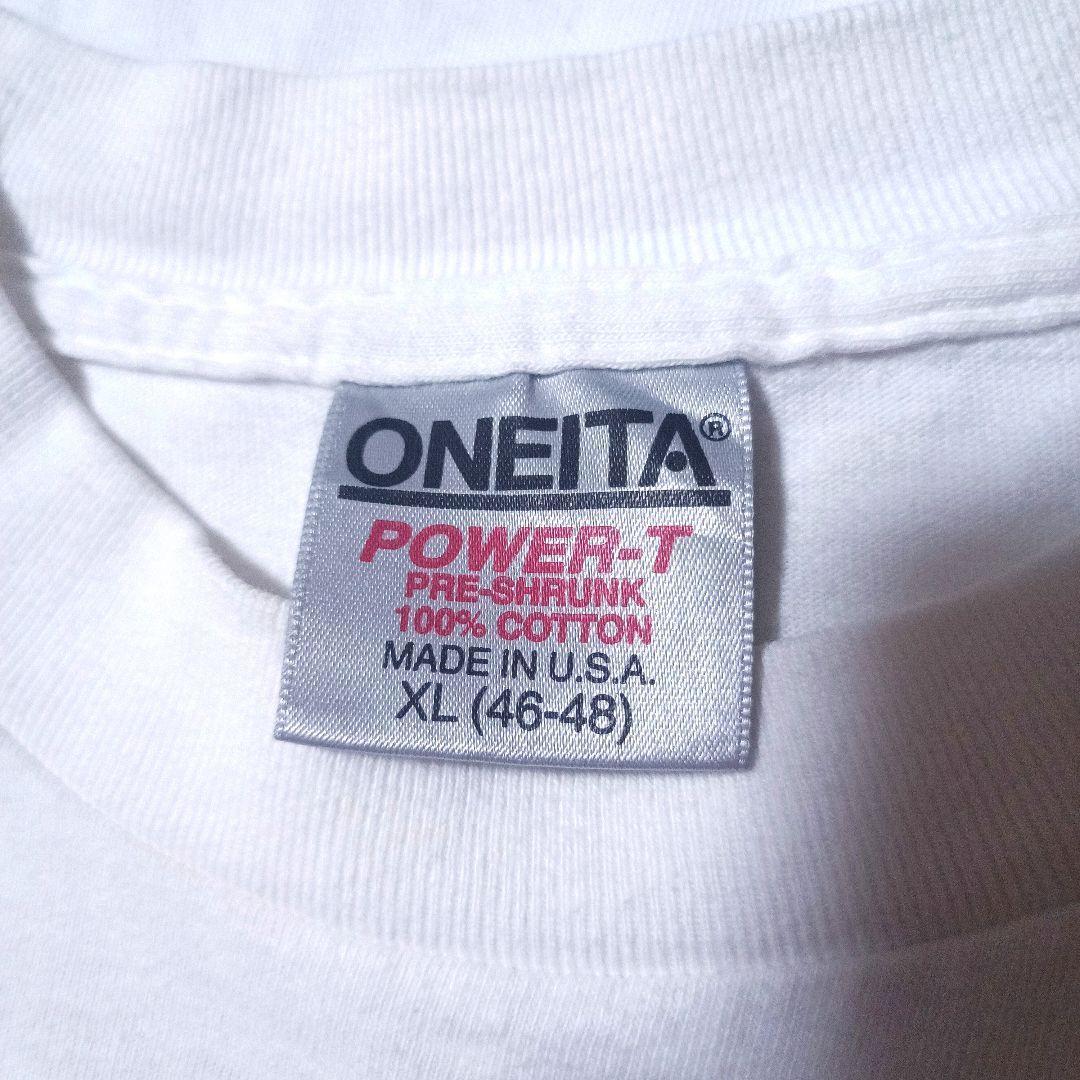 ONEITA®
POWER-T
PRE-SHRUNK
100% COTTON
MADE IN U.S.A.
XL (46-48)